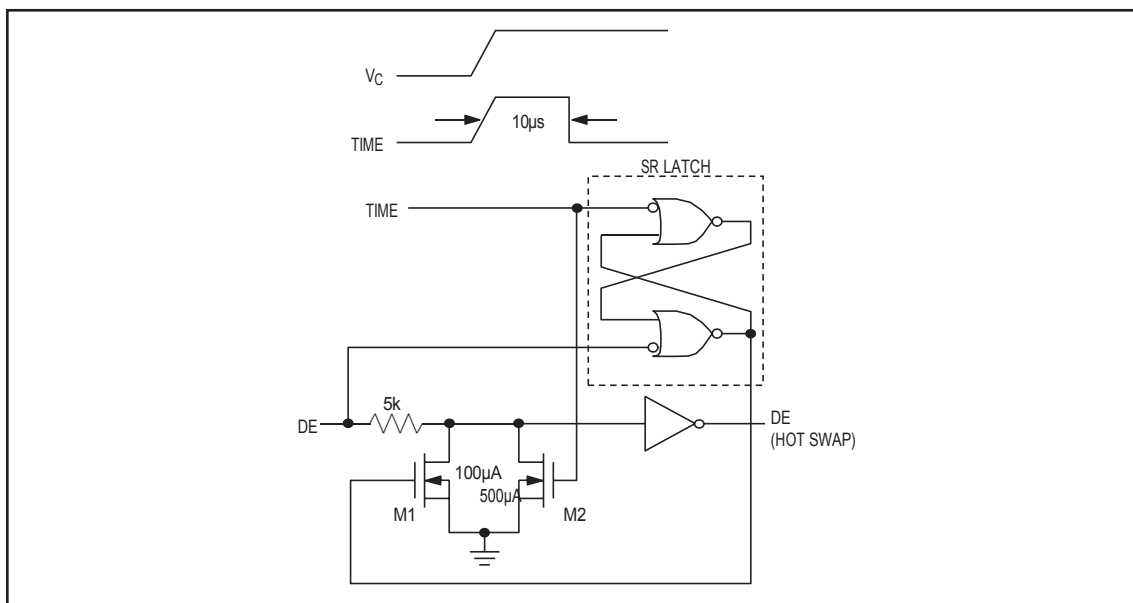 VC
10µs
TIME
SR LATCH
TIME
5k
DE
DE
(HOT SWAP)
100µA
500µA
M1
M2